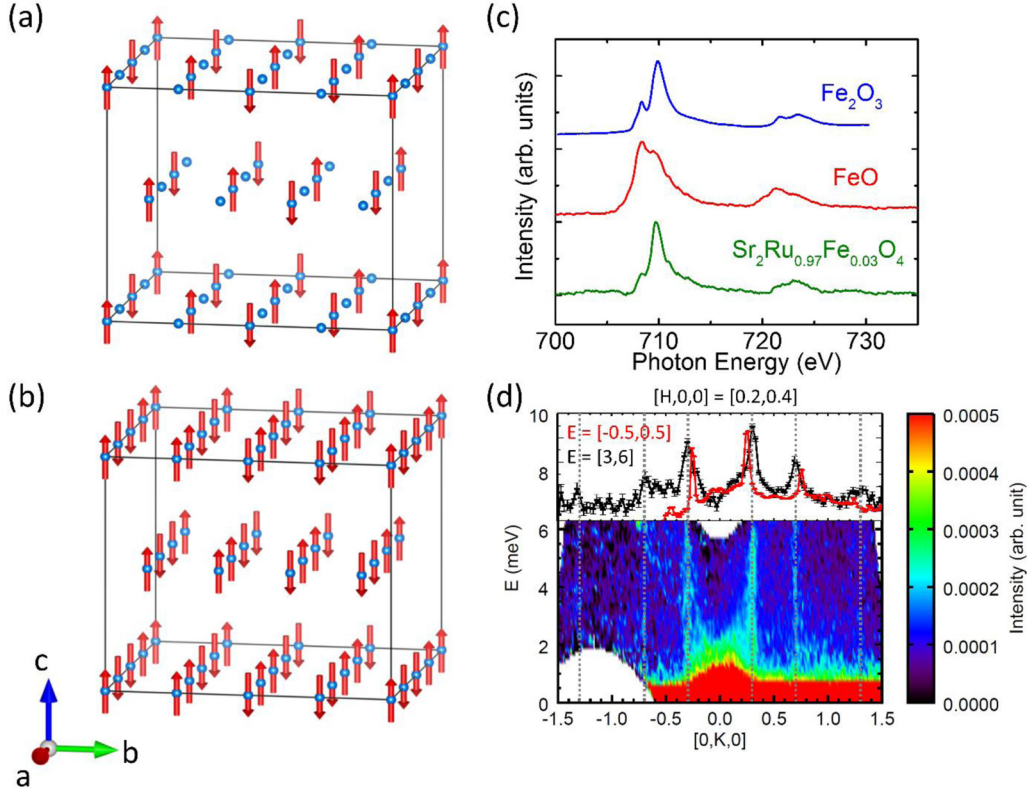 (a)
(b)
c
b
a
(c)
Intensity (arb. units)
Fe₂O₃
FeO
Sr₂Ru₀.₉₇Fe₀.₀₃O₄
700 710 720 730
Photon Energy (eV)
(d)
[H,0,0] = [0.2,0.4]
E = [-0.5,0.5]
E = [3,6]
10
8
6
4
2
0
E (meV)
-1.5 -1.0 -0.5 0.0 0.5 1.0 1.5
[0,K,0]
0.0005
0.0004
0.0003
0.0002
0.0001
0.0000
Intensity (arb. unit)